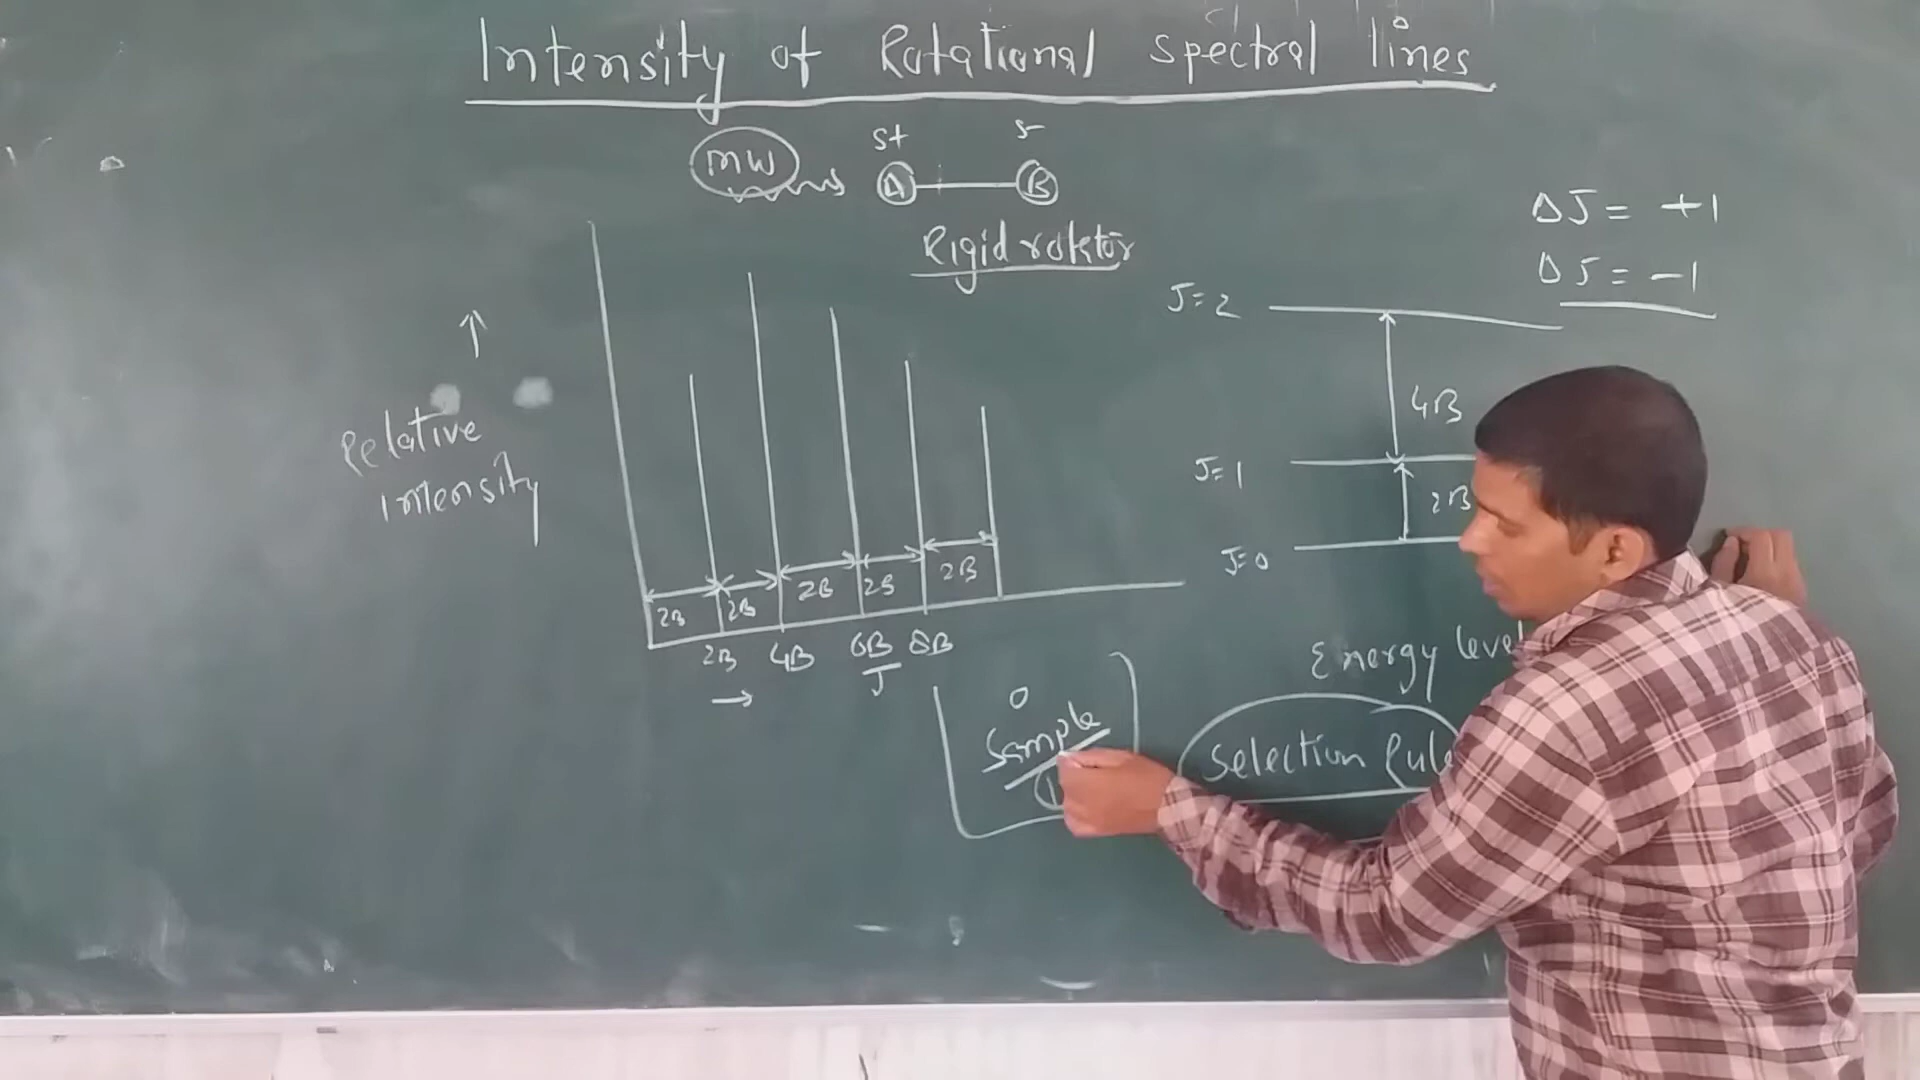 Intensity of Rotational spectral lines
MW
δ+ δ-
A B
Rigid rotator
ΔJ = +1
ΔJ = -1
J=2
4B
J=1
2B
J=0
Relative
intensity
2B 2B 2B 2B 2B
2B 4B 6B 8B
J
Energy level
Sample
Selection Rule